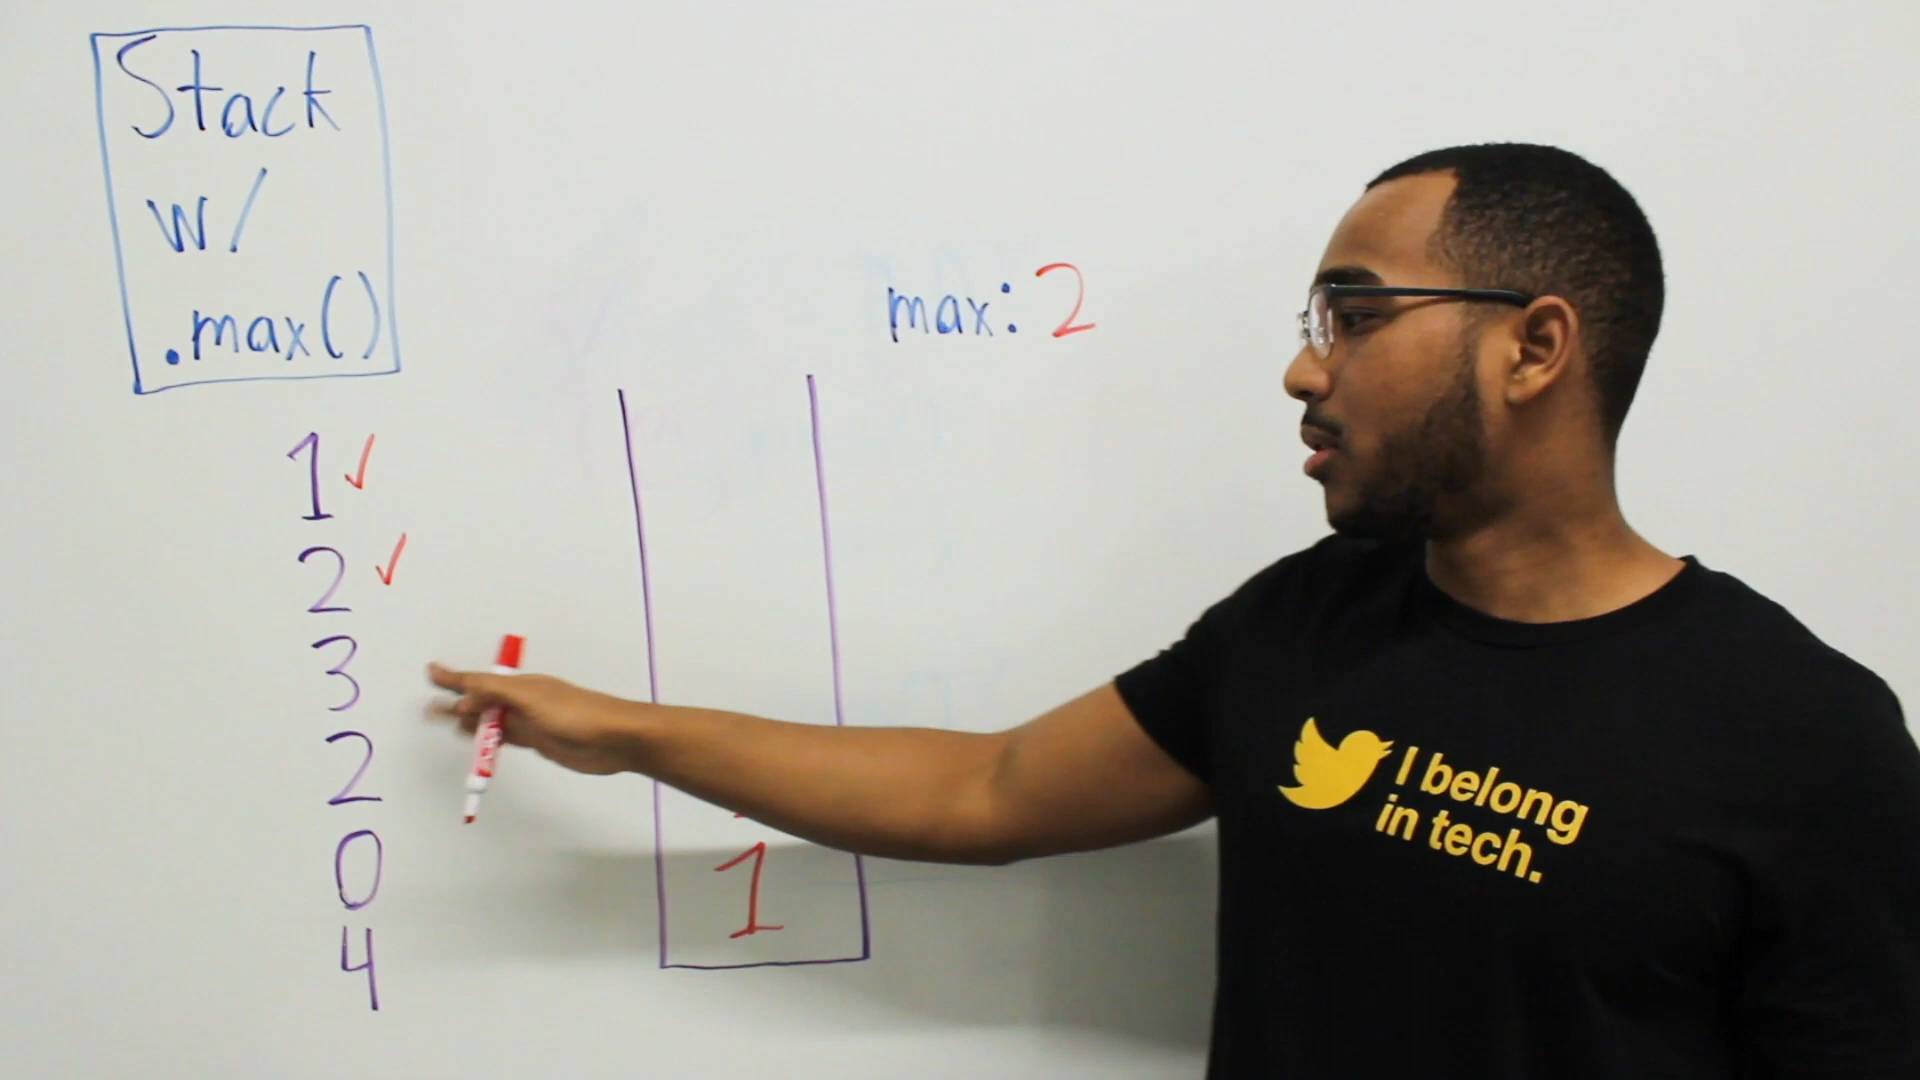 Stack
w/
.max()
max: 2
1 ✓
2 ✓
3
2
0
4
1
I belong
in tech.